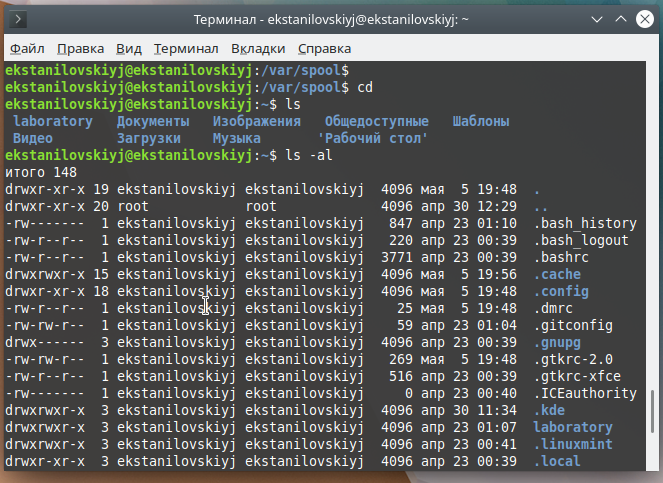 Терминал - ekstanilovskiyj@ekstanilovskiyj: ~
Файл Правка Вид Терминал Вкладки Справка
ekstanilovskiyj@ekstanilovskiyj:/var/spool$
ekstanilovskiyj@ekstanilovskiyj:/var/spool$ cd
ekstanilovskiyj@ekstanilovskiyj:~$ ls
laboratory Документы Изображения Общедоступные Шаблоны
Видео Загрузки Музыка 'Рабочий стол'
ekstanilovskiyj@ekstanilovskiyj:~$ ls -al
итого 148
drwxr-xr-x 19 ekstanilovskiyj ekstanilovskiyj 4096 мая 5 19:48 .
drwxr-xr-x 20 root root 4096 апр 30 12:29 ..
-rw------- 1 ekstanilovskiyj ekstanilovskiyj 847 апр 23 01:10 .bash_history
-rw-r--r-- 1 ekstanilovskiyj ekstanilovskiyj 220 апр 23 00:39 .bash_logout
-rw-r--r-- 1 ekstanilovskiyj ekstanilovskiyj 3771 апр 23 00:39 .bashrc
drwxrwxr-x 15 ekstanilovskiyj ekstanilovskiyj 4096 мая 5 19:56 .cache
drwxr-xr-x 18 ekstanilovskiyj ekstanilovskiyj 4096 мая 5 19:48 .config
-rw-r--r-- 1 ekstanilovskiyj ekstanilovskiyj 25 мая 5 19:48 .dmrc
-rw-rw-r-- 1 ekstanilovskiyj ekstanilovskiyj 59 апр 23 01:04 .gitconfig
drwx------ 3 ekstanilovskiyj ekstanilovskiyj 4096 апр 23 00:39 .gnupg
-rw-rw-r-- 1 ekstanilovskiyj ekstanilovskiyj 269 мая 5 19:48 .gtkrc-2.0
-rw-r--r-- 1 ekstanilovskiyj ekstanilovskiyj 516 апр 23 00:39 .gtkrc-xfce
-rw------- 1 ekstanilovskiyj ekstanilovskiyj 0 апр 23 00:40 .ICEauthority
drwxrwxr-x 3 ekstanilovskiyj ekstanilovskiyj 4096 апр 30 11:34 .kde
drwxrwxr-x 3 ekstanilovskiyj ekstanilovskiyj 4096 апр 23 01:07 laboratory
drwxrwxr-x 3 ekstanilovskiyj ekstanilovskiyj 4096 апр 23 00:41 .linuxmint
drwxr-xr-x 3 ekstanilovskiyj ekstanilovskiyj 4096 апр 23 00:39 .local